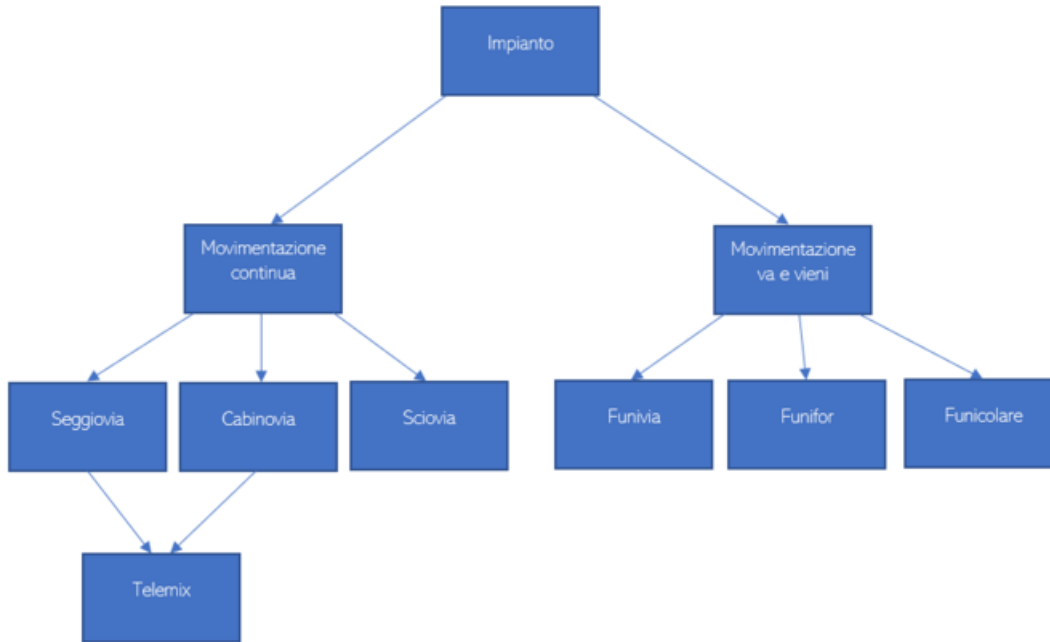 Impianto
Movimentazione
continua
Movimentazione
va e vieni
Seggiovia
Cabinovia
Sciovia
Funivia
Funifor
Funicolare
Telemix